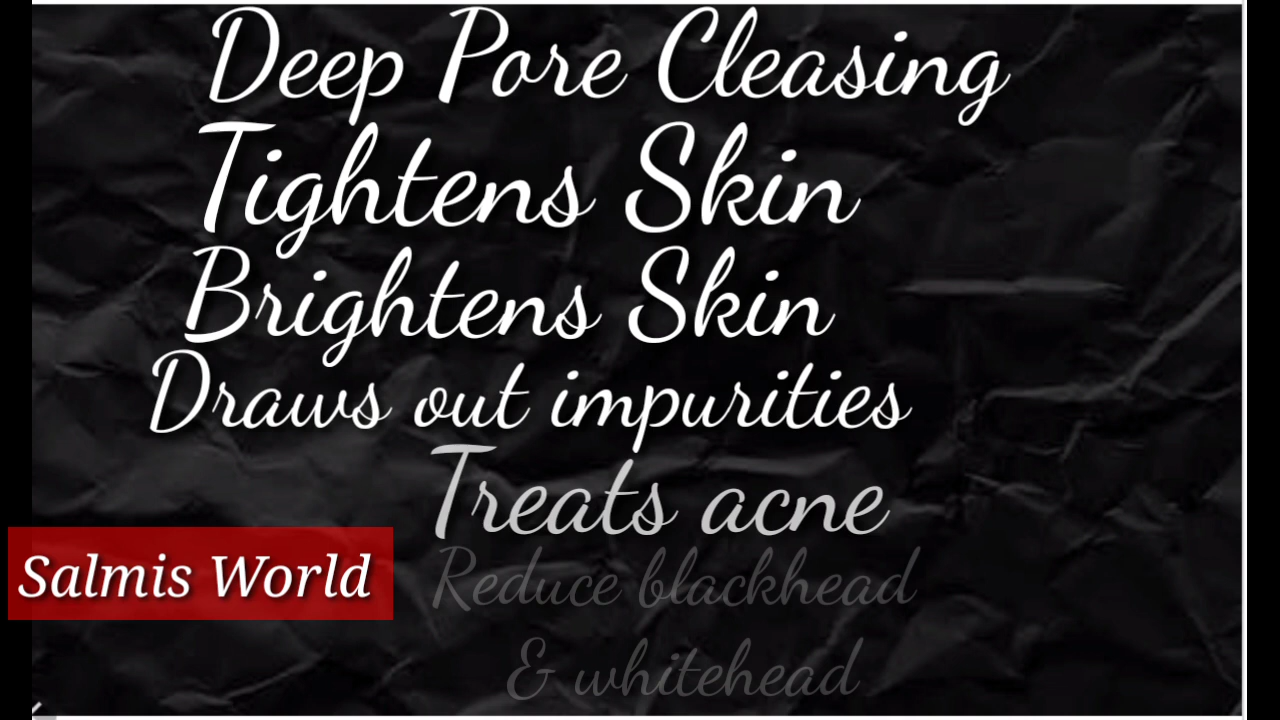 Deep Pore Cleasing
Tightens Skin
Brightens Skin
Draws out impurities
Treats acne
Reduce blackhead
& whitehead
Salmis World